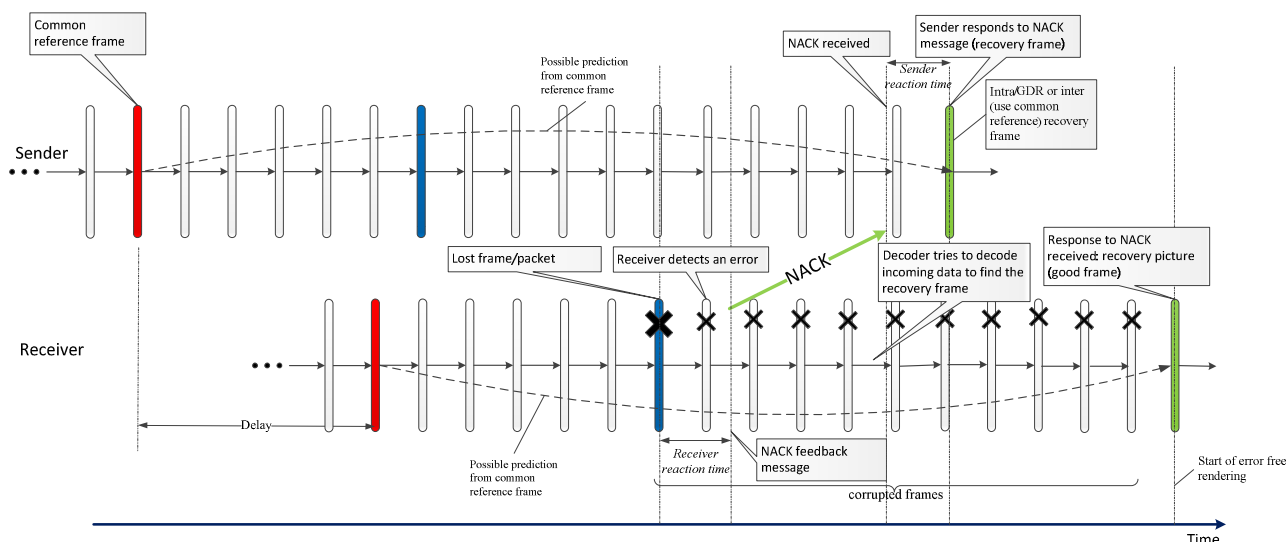 Common
reference frame
NACK received
Sender responds to NACK
message (recovery frame)
Possible prediction
from common
reference frame
Sender
reaction time
Intra/GDR or inter
(use common
reference) recovery
frame
Sender
Lost frame/packet
Receiver detects an error
NACK
Decoder tries to decode
incoming data to find the
recovery frame
Response to NACK
received: recovery picture
(good frame)
Receiver
Delay
Possible prediction
from common
reference frame
Receiver
reaction time
NACK feedback
message
corrupted frames
Start of error free
rendering
Time